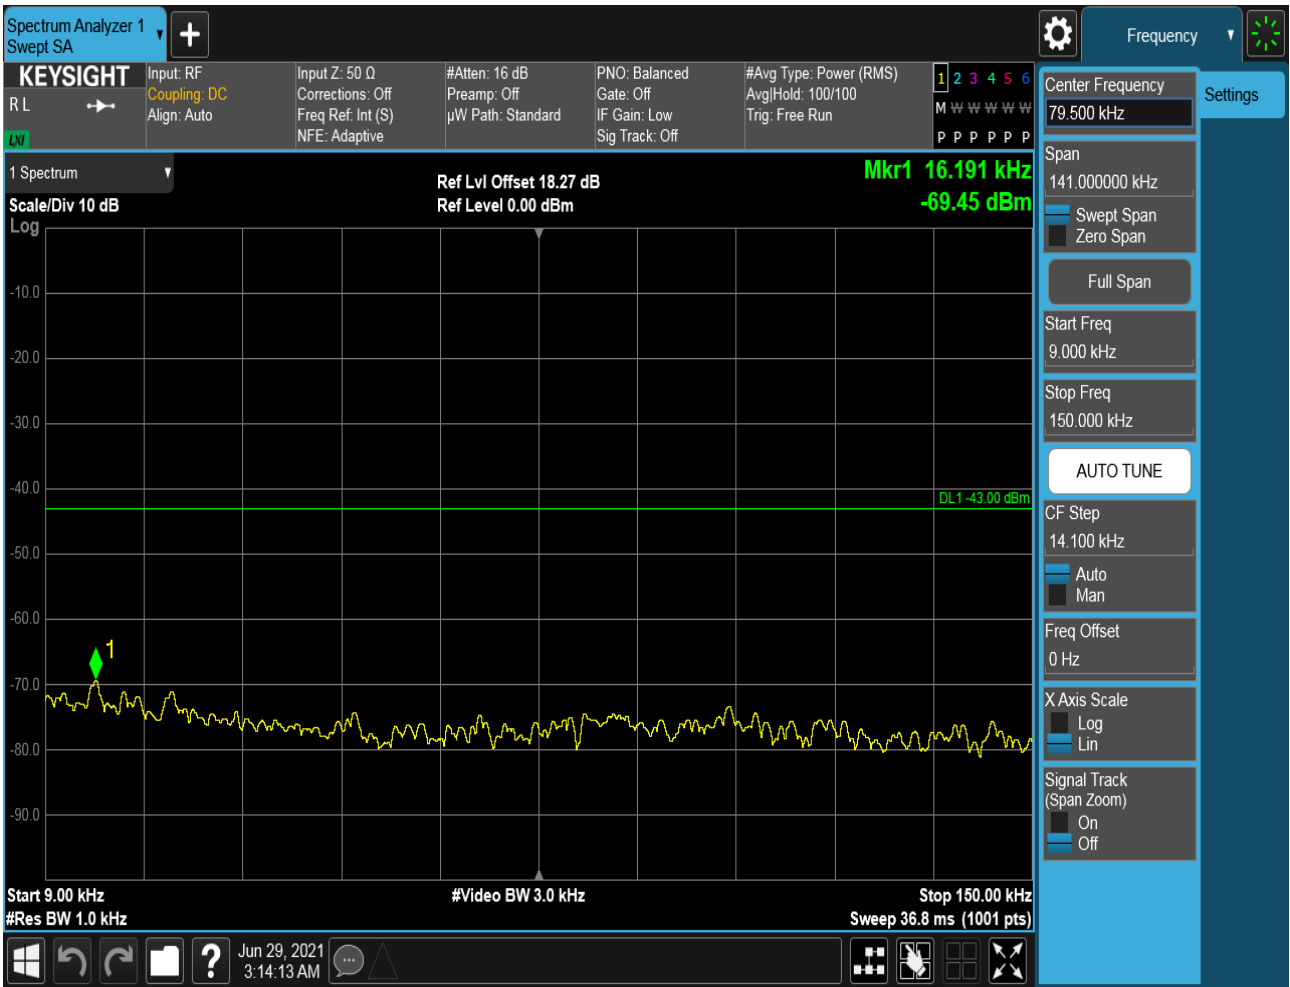 Spectrum Analyzer 1
Swept SA
+
Frequency
KEYSIGHT
R L
LXI
Input: RF
Coupling: DC
Align: Auto
Input Z: 50 Ω
Corrections: Off
Freq Ref: Int (S)
NFE: Adaptive
#Atten: 16 dB
Preamp: Off
µW Path: Standard
PNO: Balanced
Gate: Off
IF Gain: Low
Sig Track: Off
#Avg Type: Power (RMS)
Avg|Hold: 100/100
Trig: Free Run
1 2 3 4 5 6
M W W W W W
P P P P P P
1 Spectrum
Scale/Div 10 dB
Log
Ref Lvl Offset 18.27 dB
Ref Level 0.00 dBm
Mkr1 16.191 kHz
-69.45 dBm
-10.0
-20.0
-30.0
-40.0
DL1 -43.00 dBm
-50.0
-60.0
1
-70.0
-80.0
-90.0
Start 9.00 kHz
#Video BW 3.0 kHz
Stop 150.00 kHz
#Res BW 1.0 kHz
Sweep 36.8 ms (1001 pts)
?
Jun 29, 2021
3:14:13 AM
Settings
Center Frequency
79.500 kHz
Span
141.000000 kHz
Swept Span
Zero Span
Full Span
Start Freq
9.000 kHz
Stop Freq
150.000 kHz
AUTO TUNE
CF Step
14.100 kHz
Auto
Man
Freq Offset
0 Hz
X Axis Scale
Log
Lin
Signal Track
(Span Zoom)
On
Off